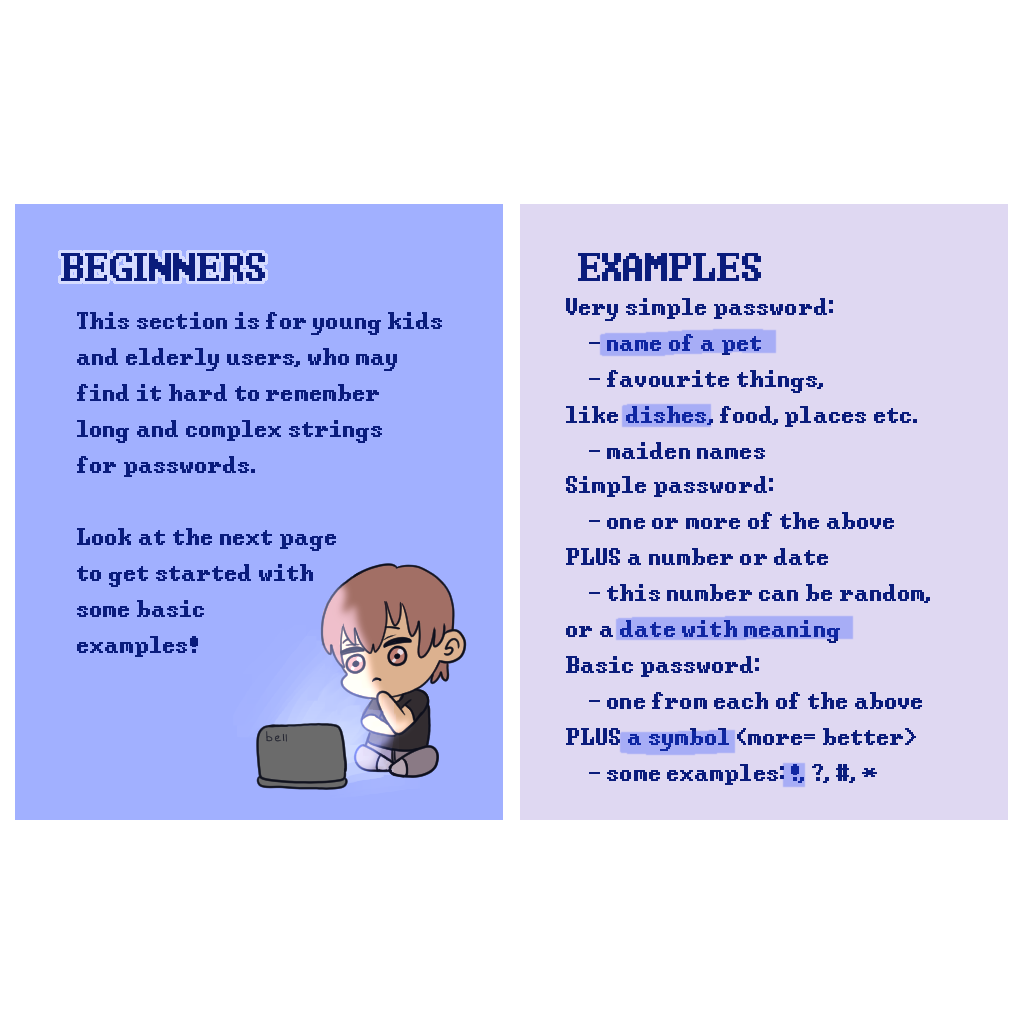 BEGINNERS
This section is for young kids
and elderly users, who may
find it hard to remember
long and complex strings
for passwords.
Look at the next page
to get started with
some basic
examples!
bell
EXAMPLES
Very simple password:
- name of a pet
- favourite things,
like dishes, food, places etc.
- maiden names
Simple password:
- one or more of the above
PLUS a number or date
- this number can be random,
or a date with meaning
Basic password:
- one from each of the above
PLUS a symbol (more= better)
- some examples: !, ?, #, *